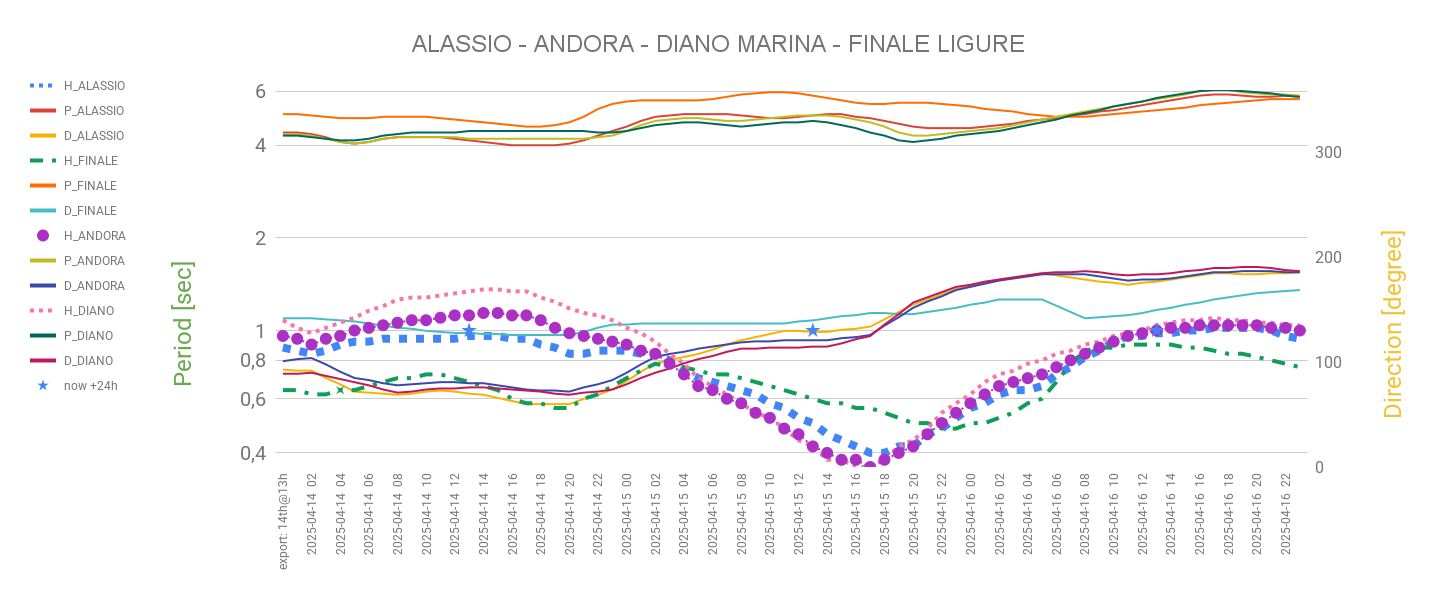 ALASSIO - ANDORA - DIANO MARINA - FINALE LIGURE
H_ALASSIO
P_ALASSIO
D_ALASSIO
H_FINALE
P_FINALE
D_FINALE
H_ANDORA
P_ANDORA
D_ANDORA
H_DIANO
P_DIANO
D_DIANO
now +24h
Period [sec]
6
4
2
1
0,8
0,6
0,4
300
200
100
0
Direction [degree]
export: 14th@13h
2025-04-14 02
2025-04-14 04
2025-04-14 06
2025-04-14 08
2025-04-14 10
2025-04-14 12
2025-04-14 14
2025-04-14 16
2025-04-14 18
2025-04-14 20
2025-04-14 22
2025-04-15 00
2025-04-15 02
2025-04-15 04
2025-04-15 06
2025-04-15 08
2025-04-15 10
2025-04-15 12
2025-04-15 14
2025-04-15 16
2025-04-15 18
2025-04-15 20
2025-04-15 22
2025-04-16 00
2025-04-16 02
2025-04-16 04
2025-04-16 06
2025-04-16 08
2025-04-16 10
2025-04-16 12
2025-04-16 14
2025-04-16 16
2025-04-16 18
2025-04-16 20
2025-04-16 22